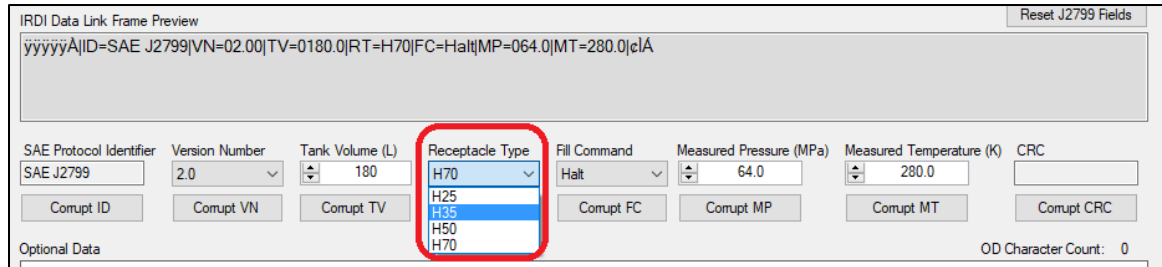 IRDI Data Link Frame Preview
Reset J2799 Fields
ÿÿÿÿÿÀ|ID=SAE J2799|VN=02.00|TV=0180.0|RT=H70|FC=Halt|MP=064.0|MT=280.0|¢ÌÁ
SAE Protocol Identifier Version Number Tank Volume (L) Receptacle Type Fill Command Measured Pressure (MPa) Measured Temperature (K) CRC
SAE J2799 2.0 180 H70 Halt 64.0 280.0
H25
H35
H50
H70
Corrupt ID Corrupt VN Corrupt TV Corrupt FC Corrupt MP Corrupt MT Corrupt CRC
Optional Data OD Character Count: 0